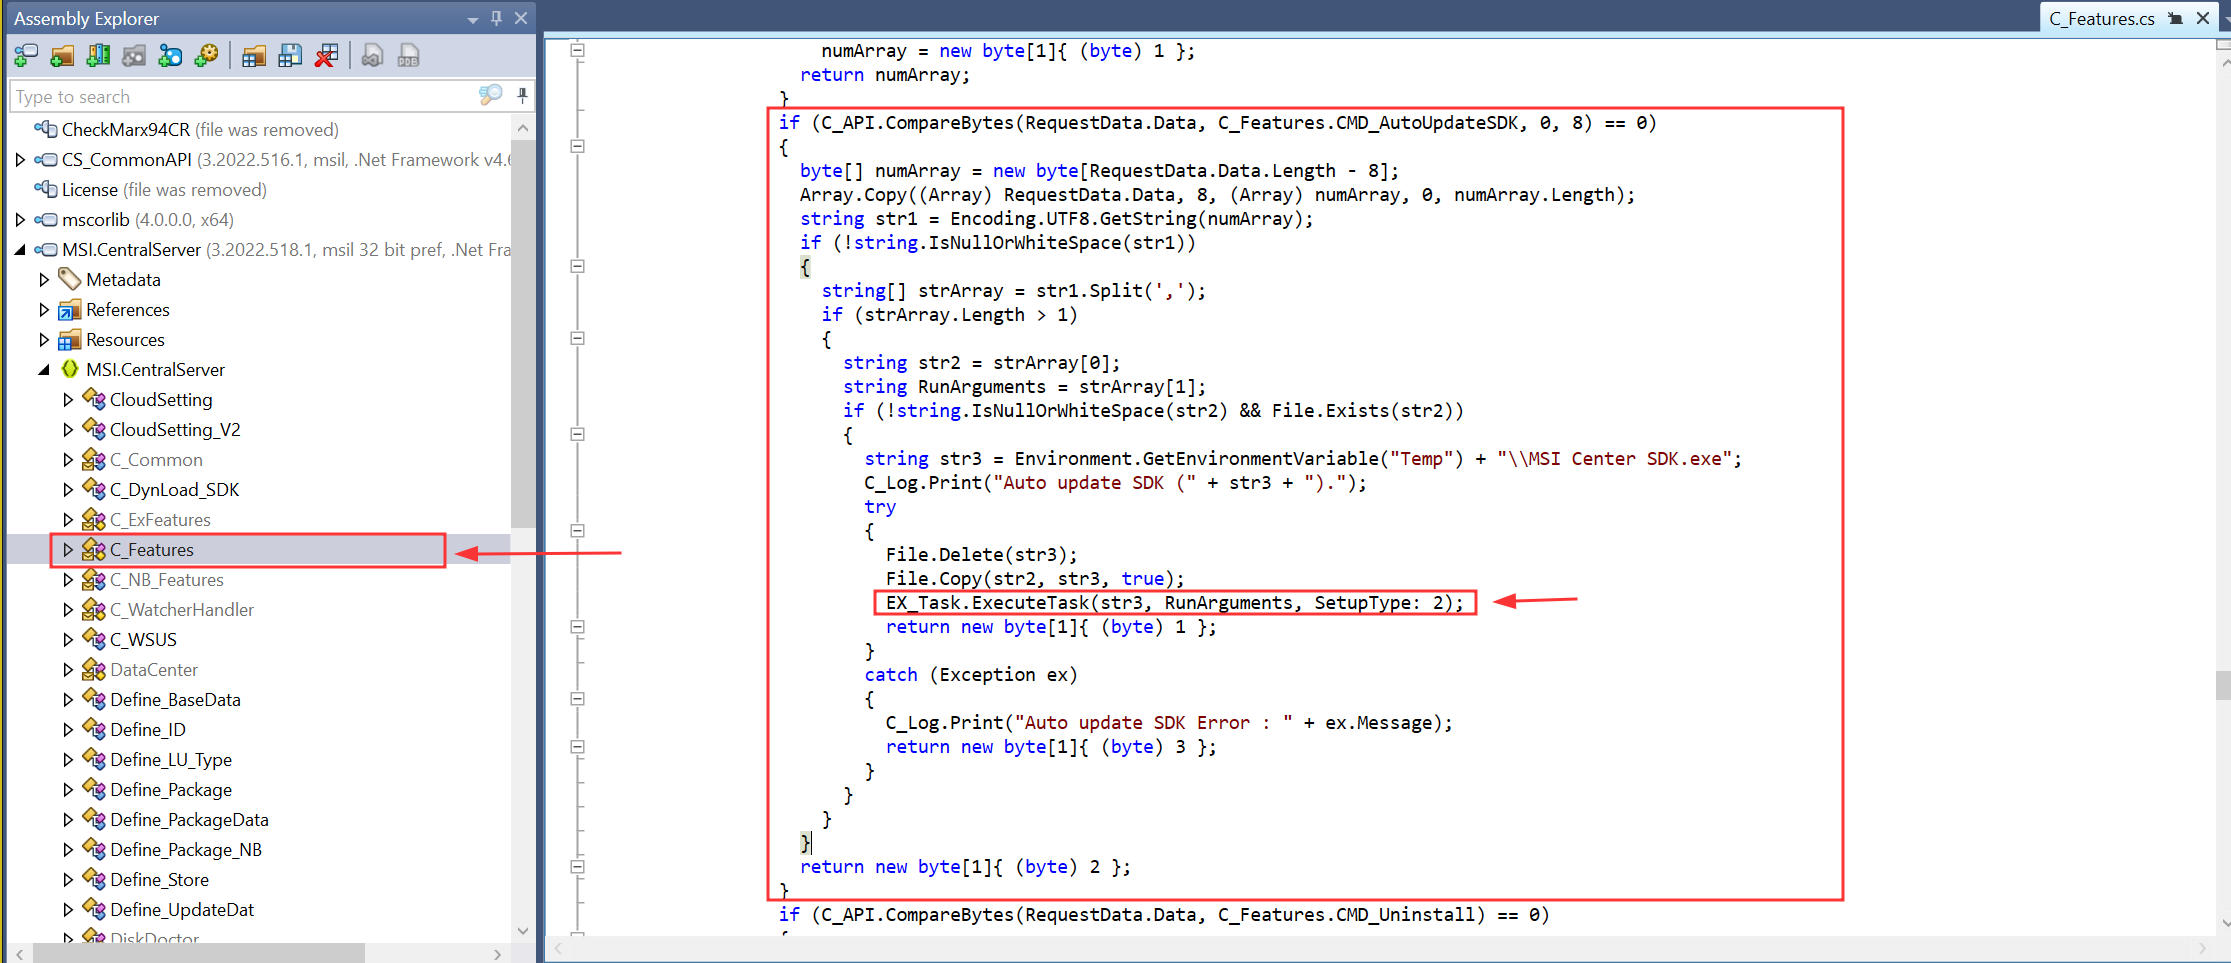 Assembly Explorer
Type to search
CheckMarx94CR (file was removed)
CS_CommonAPI (3.2022.516.1, msil, .Net Framework v4.6
License (file was removed)
mscorlib (4.0.0.0, x64)
MSI.CentralServer (3.2022.518.1, msil 32 bit pref, .Net Fra
Metadata
References
Resources
MSI.CentralServer
CloudSetting
CloudSetting_V2
C_Common
C_DynLoad_SDK
C_ExFeatures
C_Features
C_NB_Features
C_WatcherHandler
C_WSUS
DataCenter
Define_BaseData
Define_ID
Define_LU_Type
Define_Package
Define_PackageData
Define_Package_NB
Define_Store
Define_UpdateDat
DiskDoctor
C_Features.cs
numArray = new byte[1]{ (byte) 1 };
return numArray;
}
if (C_API.CompareBytes(RequestData.Data, C_Features.CMD_AutoUpdateSDK, 0, 8) == 0)
{
byte[] numArray = new byte[RequestData.Data.Length - 8];
Array.Copy((Array) RequestData.Data, 8, (Array) numArray, 0, numArray.Length);
string str1 = Encoding.UTF8.GetString(numArray);
if (!string.IsNullOrWhiteSpace(str1))
{
string[] strArray = str1.Split(',');
if (strArray.Length > 1)
{
string str2 = strArray[0];
string RunArguments = strArray[1];
if (!string.IsNullOrWhiteSpace(str2) && File.Exists(str2))
{
string str3 = Environment.GetEnvironmentVariable("Temp") + "\\MSI Center SDK.exe";
C_Log.Print("Auto update SDK (" + str3 + ").");
try
{
File.Delete(str3);
File.Copy(str2, str3, true);
EX_Task.ExecuteTask(str3, RunArguments, SetupType: 2);
return new byte[1]{ (byte) 1 };
}
catch (Exception ex)
{
C_Log.Print("Auto update SDK Error : " + ex.Message);
return new byte[1]{ (byte) 3 };
}
}
}
}
return new byte[1]{ (byte) 2 };
}
if (C_API.CompareBytes(RequestData.Data, C_Features.CMD_Uninstall) == 0)
{